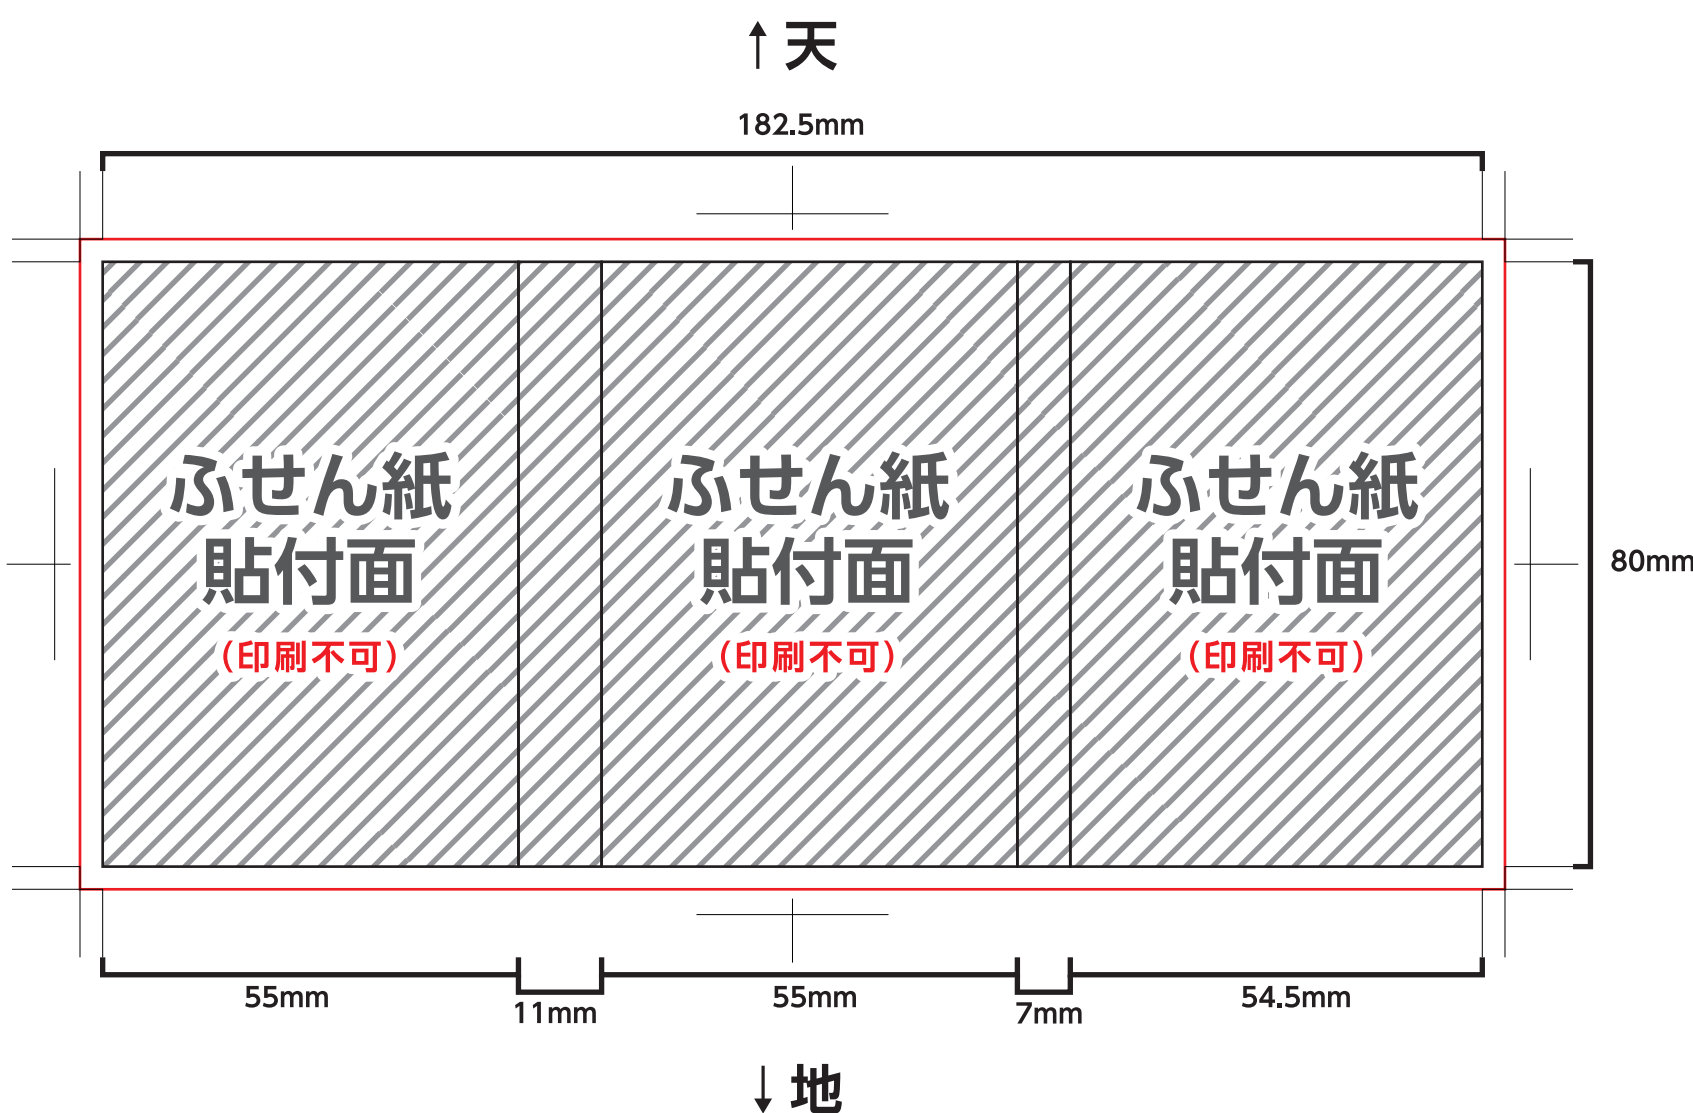 ↑ 天
182.5mm
ふせん紙
貼付面
(印刷不可)
ふせん紙
貼付面
(印刷不可)
ふせん紙
貼付面
(印刷不可)
80mm
55mm
11mm
55mm
7mm
54.5mm
↓ 地